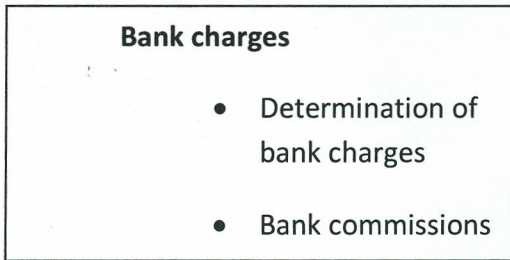 Bank charges
• Determination of
bank charges
• Bank commissions